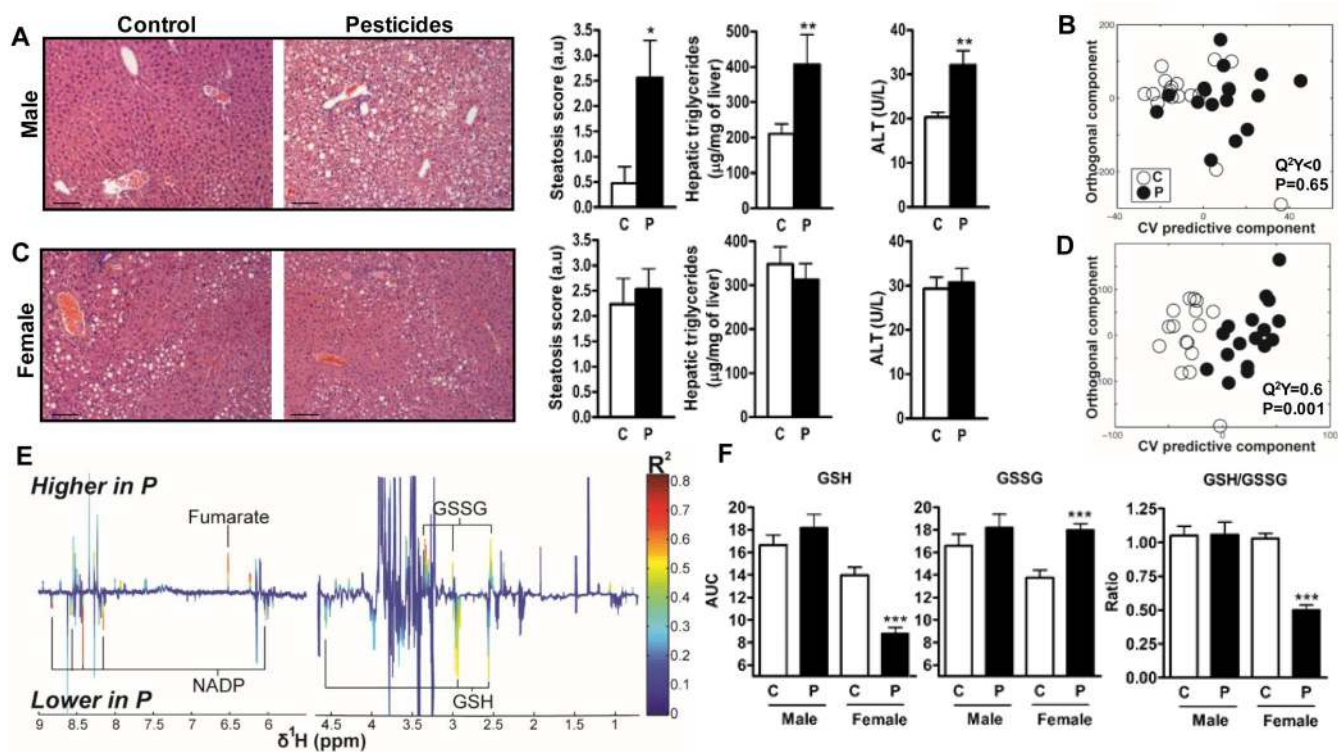 A
Control
Pesticides
Male
Steatosis score (a.u)
3.5
3.0
2.5
2.0
1.5
1.0
0.5
0.0
*
C P
Hepatic triglycerides
(µg/mg of liver)
500
400
300
200
100
0
**
C P
ALT (U/L)
40
30
20
10
0
**
C P
B
Orthogonal component
200
0
-200
C
P
Q²Y<0
P=0.65
-40 0 40
CV predictive component
C
Female
Steatosis score (a.u)
3.5
3.0
2.5
2.0
1.5
1.0
0.5
0.0
C P
Hepatic triglycerides
(µg/mg of liver)
400
300
200
100
0
C P
ALT (U/L)
40
30
20
10
0
C P
D
Orthogonal component
100
0
Q²Y=0.6
P=0.001
−100 0 100
CV predictive component
E
Higher in P
Fumarate
GSSG
NADP
GSH
Lower in P
9 8.5 8 7.5 7 6.5 6 4.5 4 3.5 3 2.5 2 1.5 1
δ¹H (ppm)
R²
0.8
0.7
0.6
0.5
0.4
0.3
0.2
0.1
0
F
GSH
AUC
20
18
16
14
12
10
8
6
***
C P C P
Male Female
GSSG
20
18
16
14
12
10
8
6
***
C P C P
Male Female
GSH/GSSG
Ratio
1.25
1.00
0.75
0.50
0.25
0.00
***
C P C P
Male Female